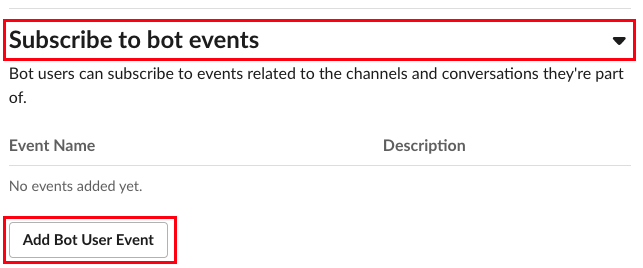 Subscribe to bot events
Bot users can subscribe to events related to the channels and conversations they're part
of.
Event Name Description
No events added yet.
Add Bot User Event